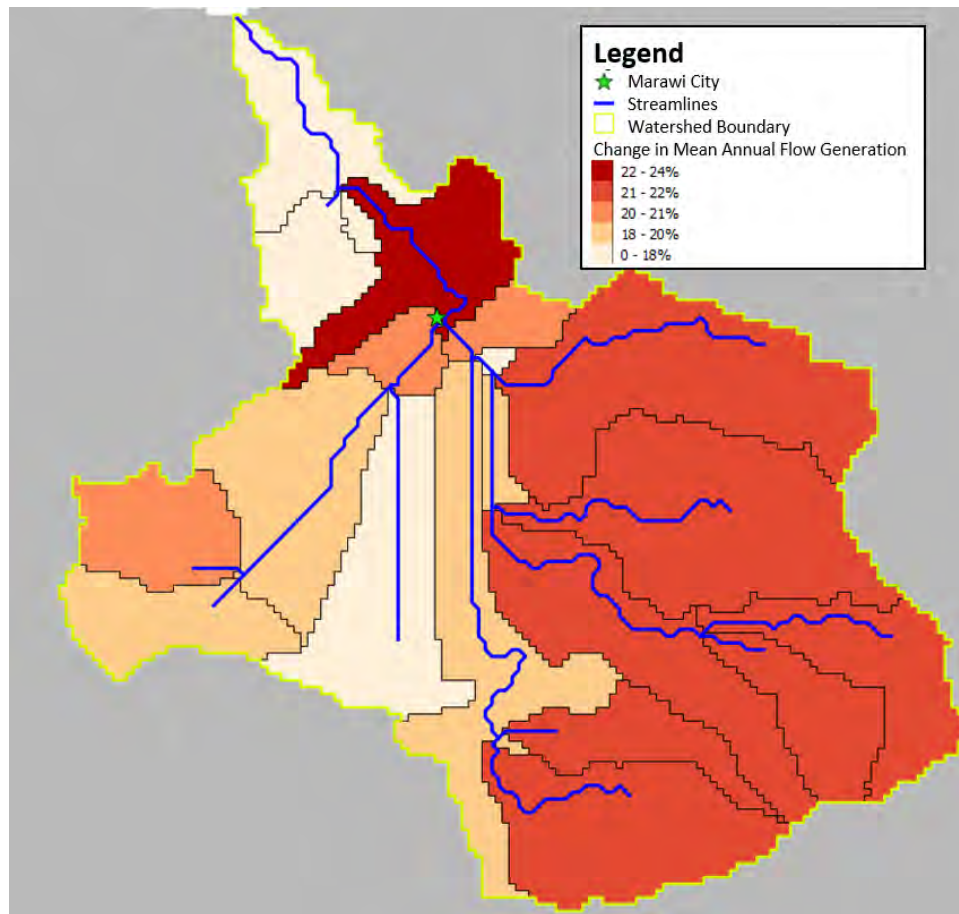 Legend
Marawi City
Streamlines
Watershed Boundary
Change in Mean Annual Flow Generation
22 - 24%
21 - 22%
20 - 21%
18 - 20%
0 - 18%